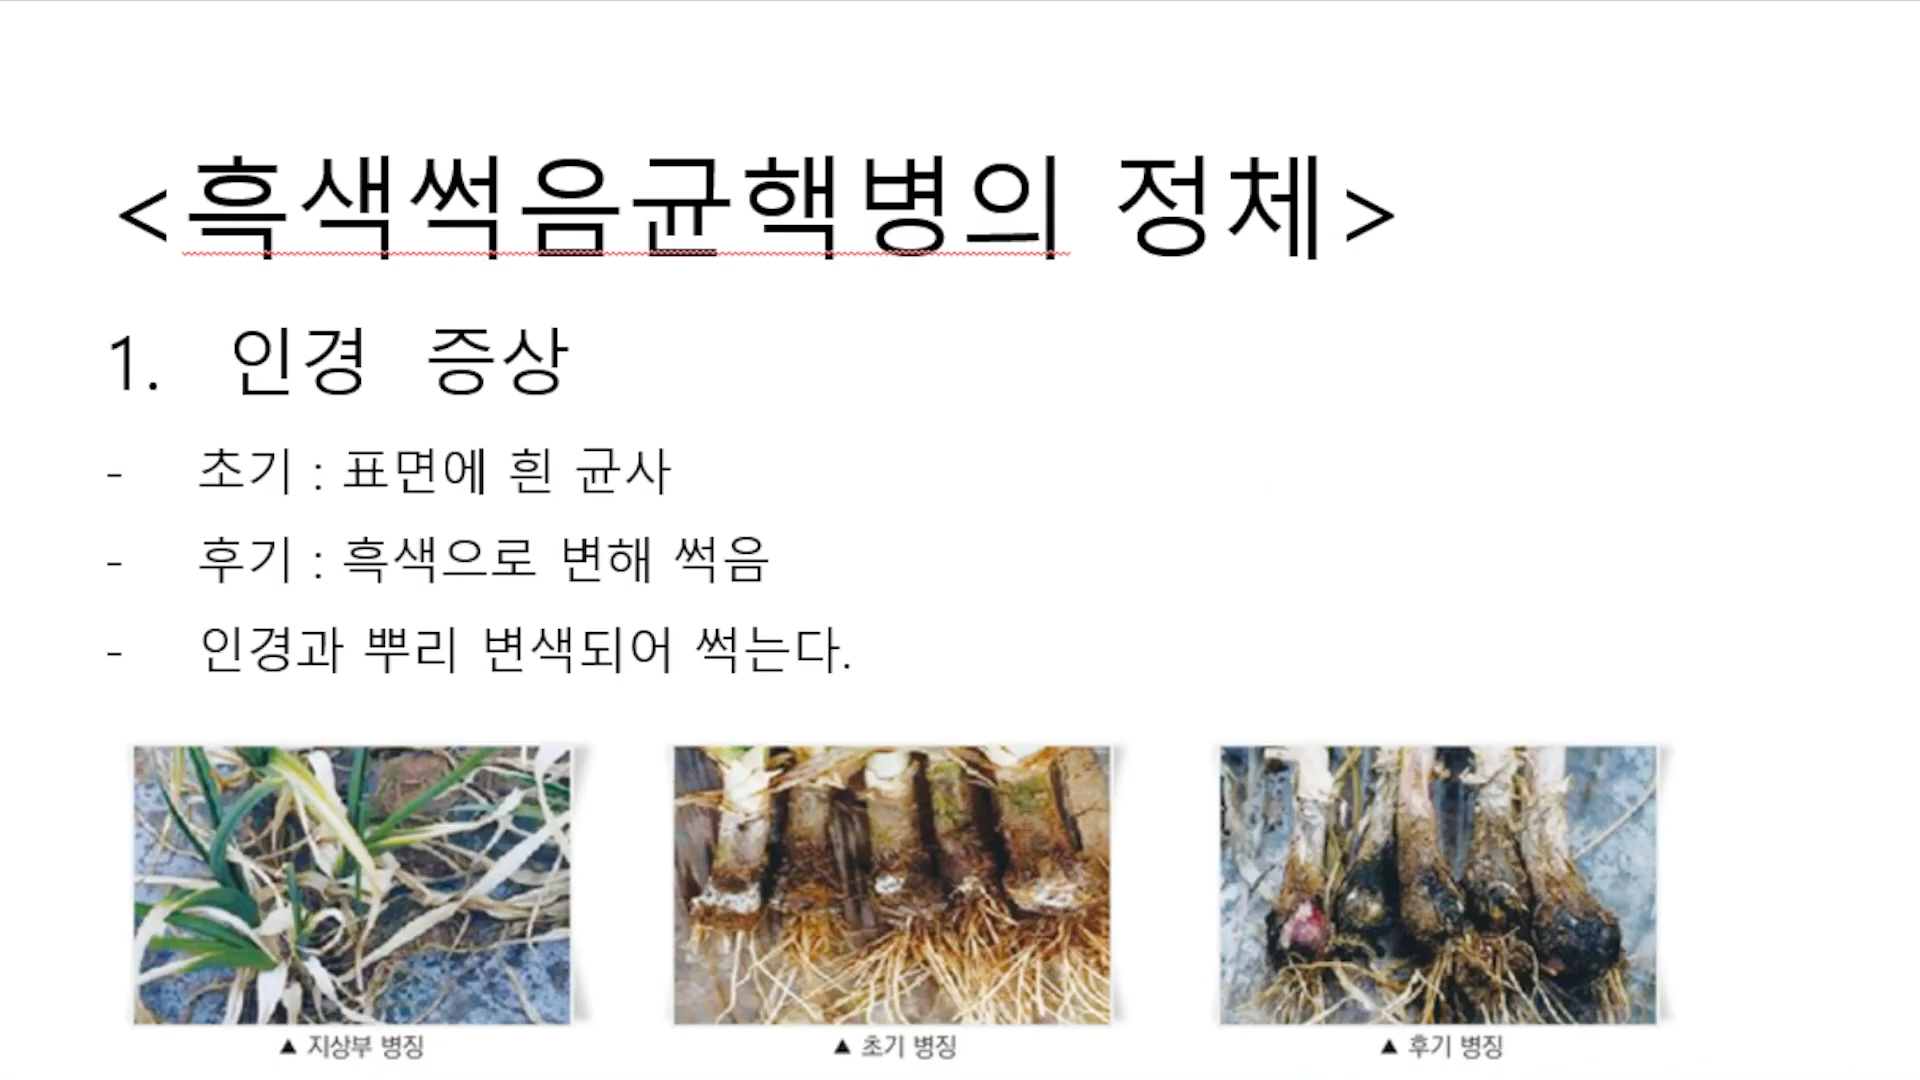 <흑색썩음균핵병의 정체>
1. 인경 증상
- 초기 : 표면에 흰 균사
- 후기 : 흑색으로 변해 썩음
- 인경과 뿌리 변색되어 썩는다.
▲ 지상부 병징
▲ 초기 병징
▲ 후기 병징